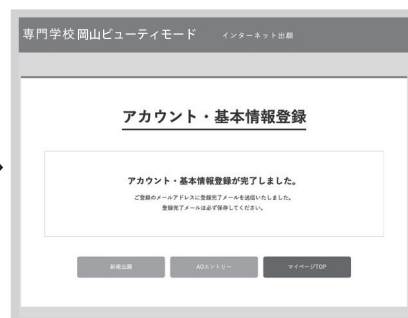 専門学校岡山ビューティモード　インターネット出願
アカウント・基本情報登録
アカウント・基本情報登録が完了しました。
ご登録のメールアドレスに登録完了メールを送信いたしました。
登録完了メールは必ず保存してください。
新規出願　AOエントリー　マイページTOP